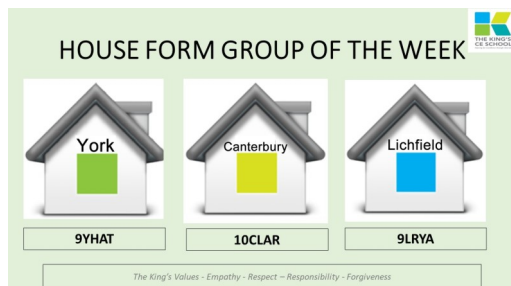 THE KING'S
CE SCHOOL
HOUSE FORM GROUP OF THE WEEK
York
Canterbury
Lichfield
9YHAT
10CLAR
9LRYA
The King's Values - Empathy - Respect – Responsibility - Forgiveness